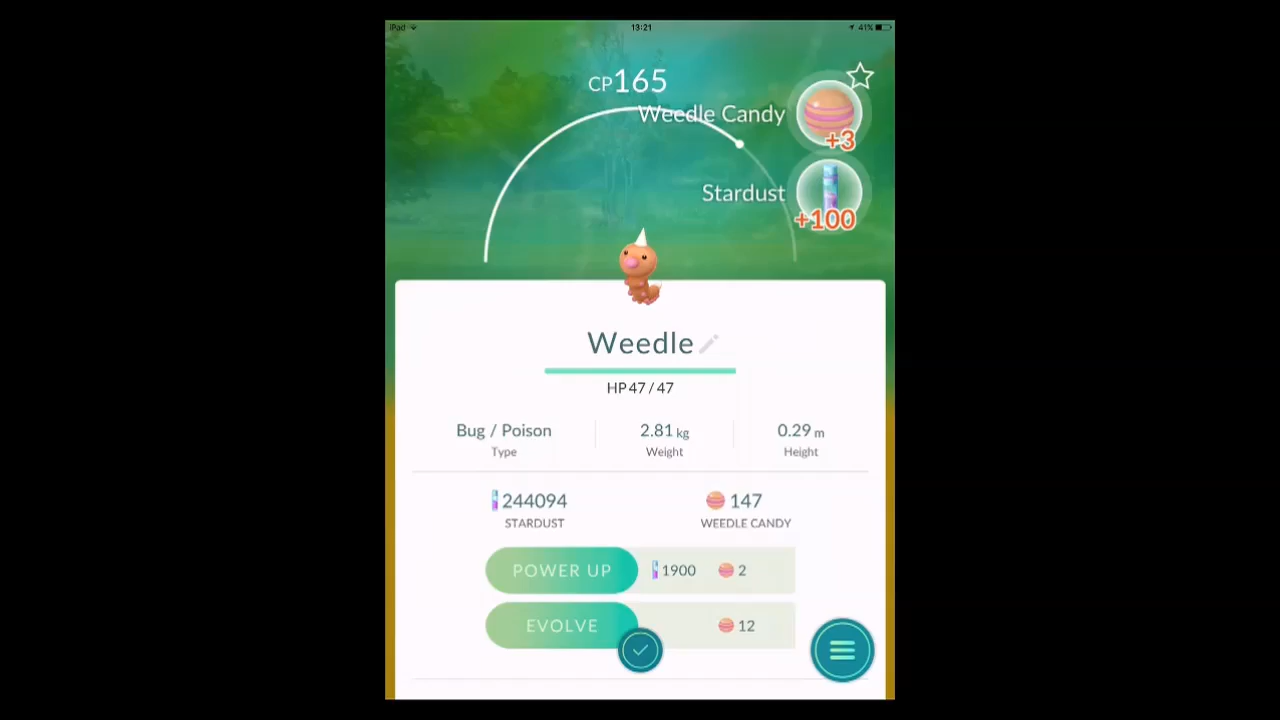 iPad 13:21 41%
CP165
Weedle Candy
+3
Stardust
+100
Weedle
HP 47 / 47
Bug / Poison 2.81 kg 0.29 m
Type Weight Height
244094 147
STARDUST WEEDLE CANDY
POWER UP 1900 2
EVOLVE 12